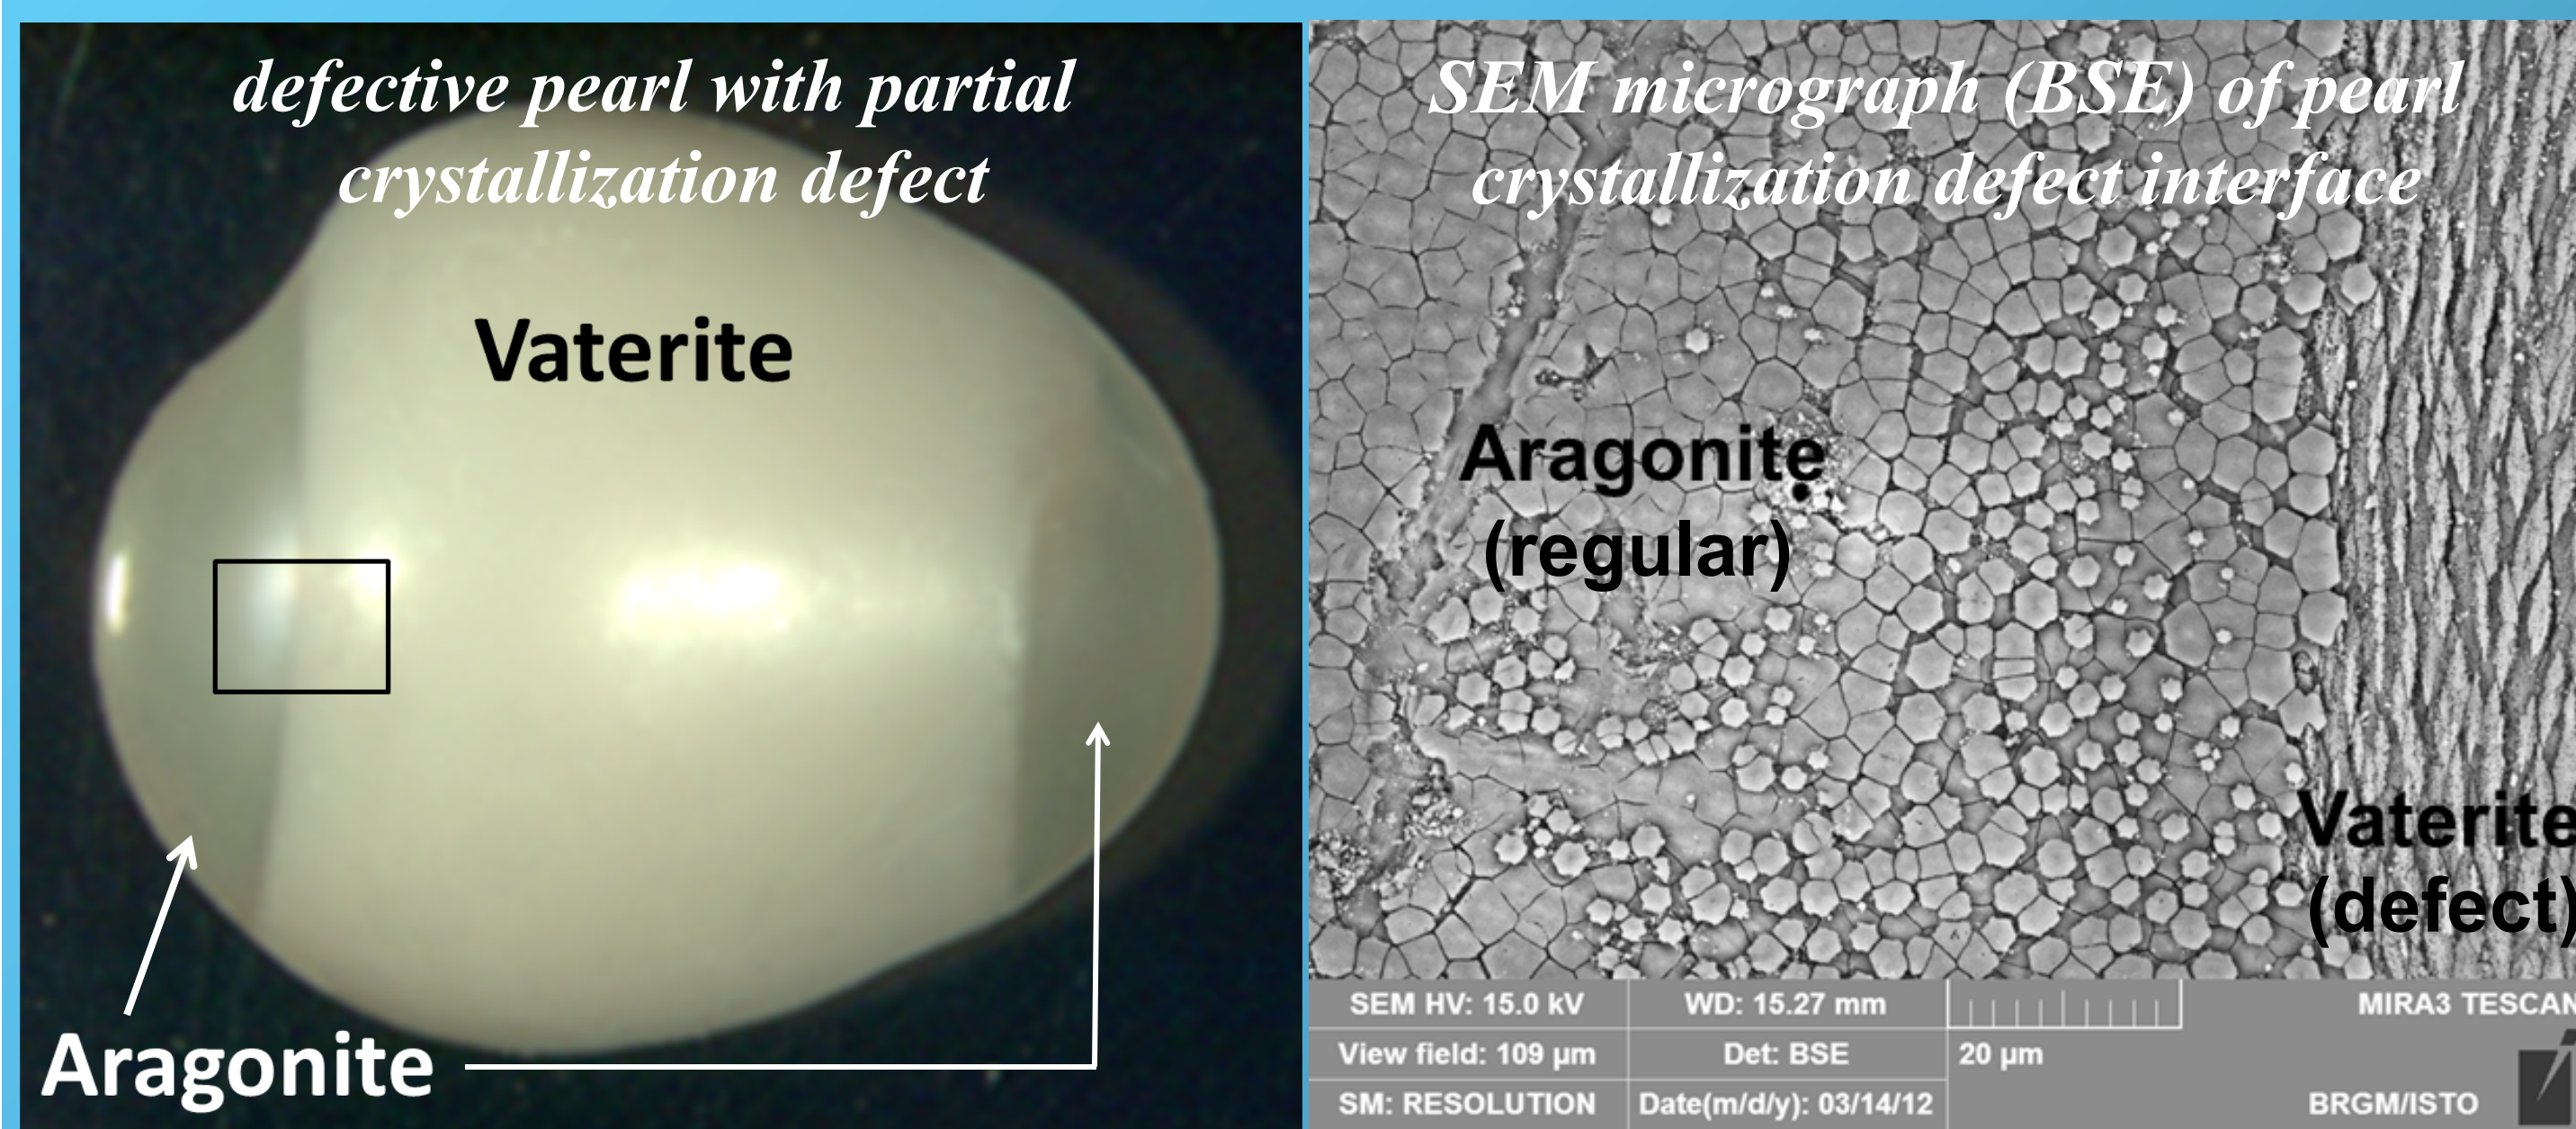 defective pearl with partial
crystallization defect
Vaterite
Aragonite
SEM micrograph (BSE) of pearl
crystallization defect interface
Aragonite
(regular)
Vaterite
(defect)
SEM HV: 15.0 kV
WD: 15.27 mm
MIRA3 TESCAN
View field: 109 µm
Det: BSE
20 µm
SM: RESOLUTION
Date(m/d/y): 03/14/12
BRGM/ISTO